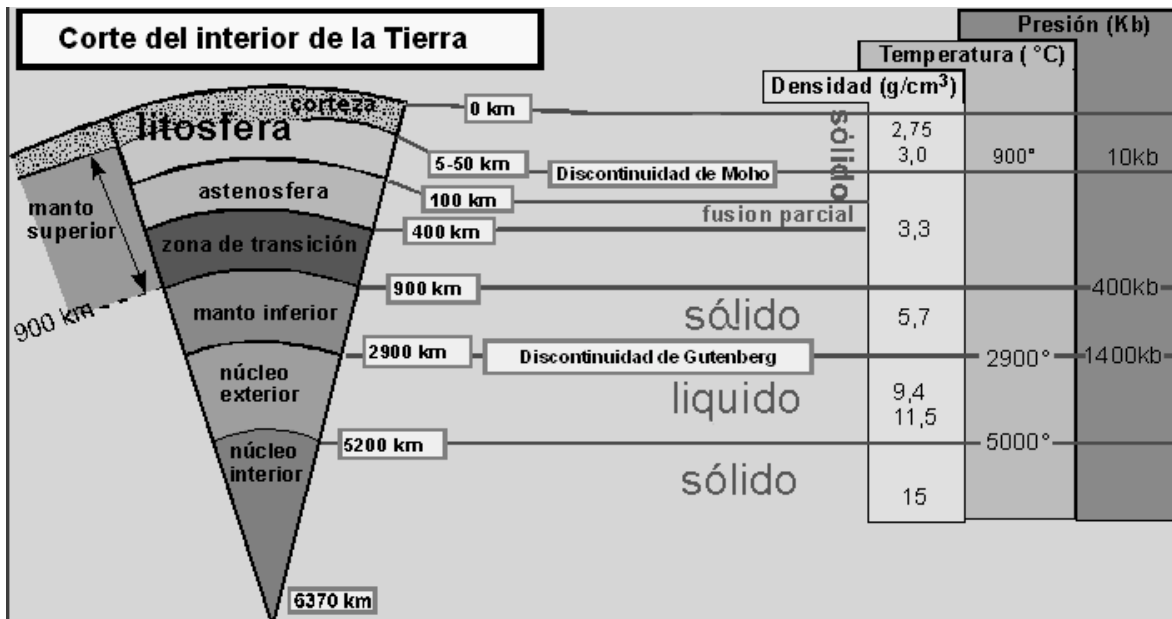 Corte del interior de la Tierra
Presión (Kb)
Temperatura ( °C)
Densidad (g/cm³)
corteza
litosfera
0 km
sólido
2,75
3,0
900°
10kb
5-50 km
Discontinuidad de Moho
astenosfera
100 km
fusion parcial
manto
superior
zona de transición
400 km
3,3
900 km
900 km
400kb
manto inferior
sólido
5,7
2900 km
Discontinuidad de Gutenberg
2900°
1400kb
núcleo
exterior
liquido
9,4
11,5
5200 km
5000°
núcleo
interior
sólido
15
6370 km